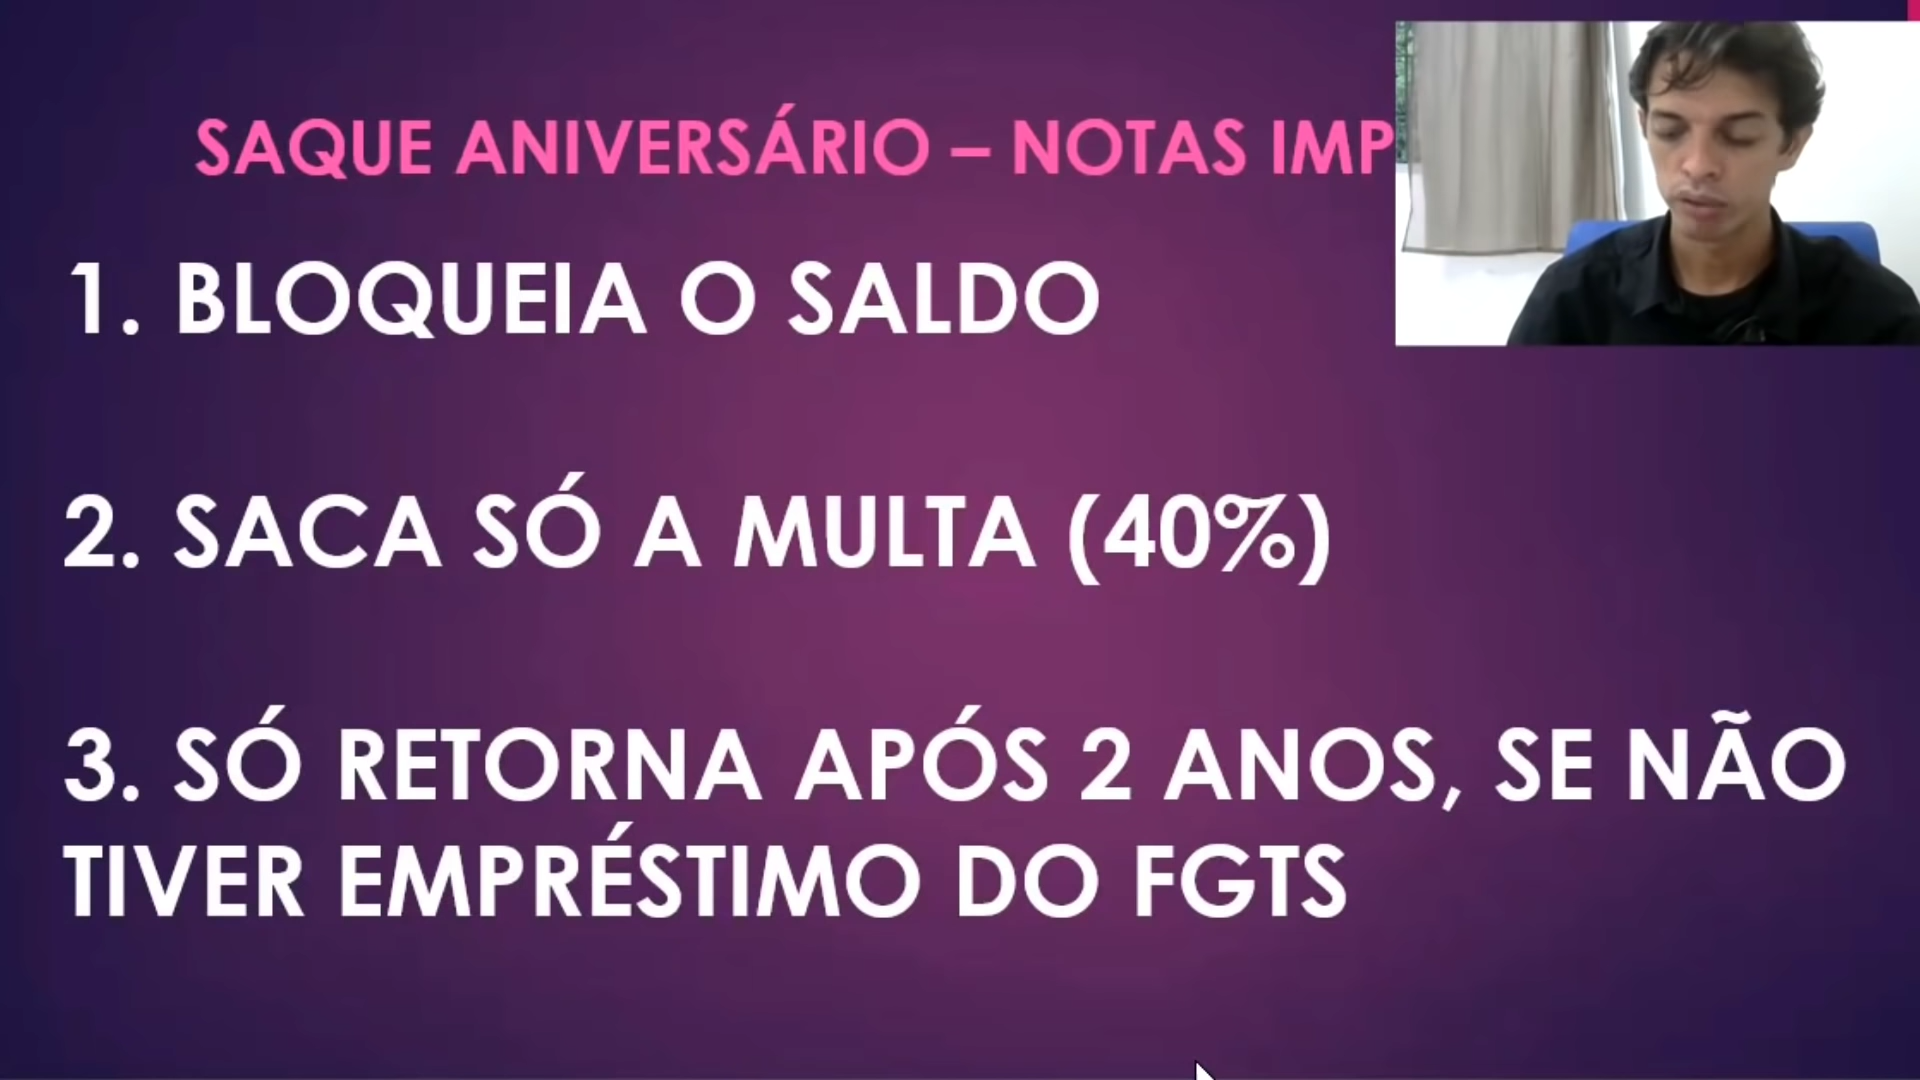 SAQUE ANIVERSÁRIO – NOTAS
1. BLOQUEIA O SALDO
2. SACA SÓ A MULTA (40%)
3. SÓ RETORNA APÓS 2 ANOS, SE NÃO
TIVER EMPRÉSTIMO DO FGTS